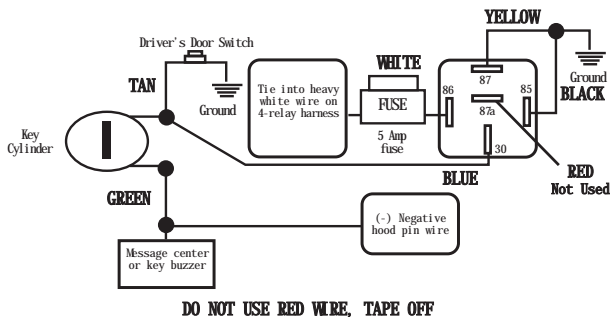 YELLOW
Driver's Door Switch
WHITE
TAN
Ground
Tie into heavy
white wire on
4-relay harness
FUSE
5 Amp
fuse
86
87
85
87a
30
Ground
BLACK
Key
Cylinder
BLUE
RED
Not Used
GREEN
(-) Negative
hood pin wire
Message center
or key buzzer
DO NOT USE RED WIRE, TAPE OFF